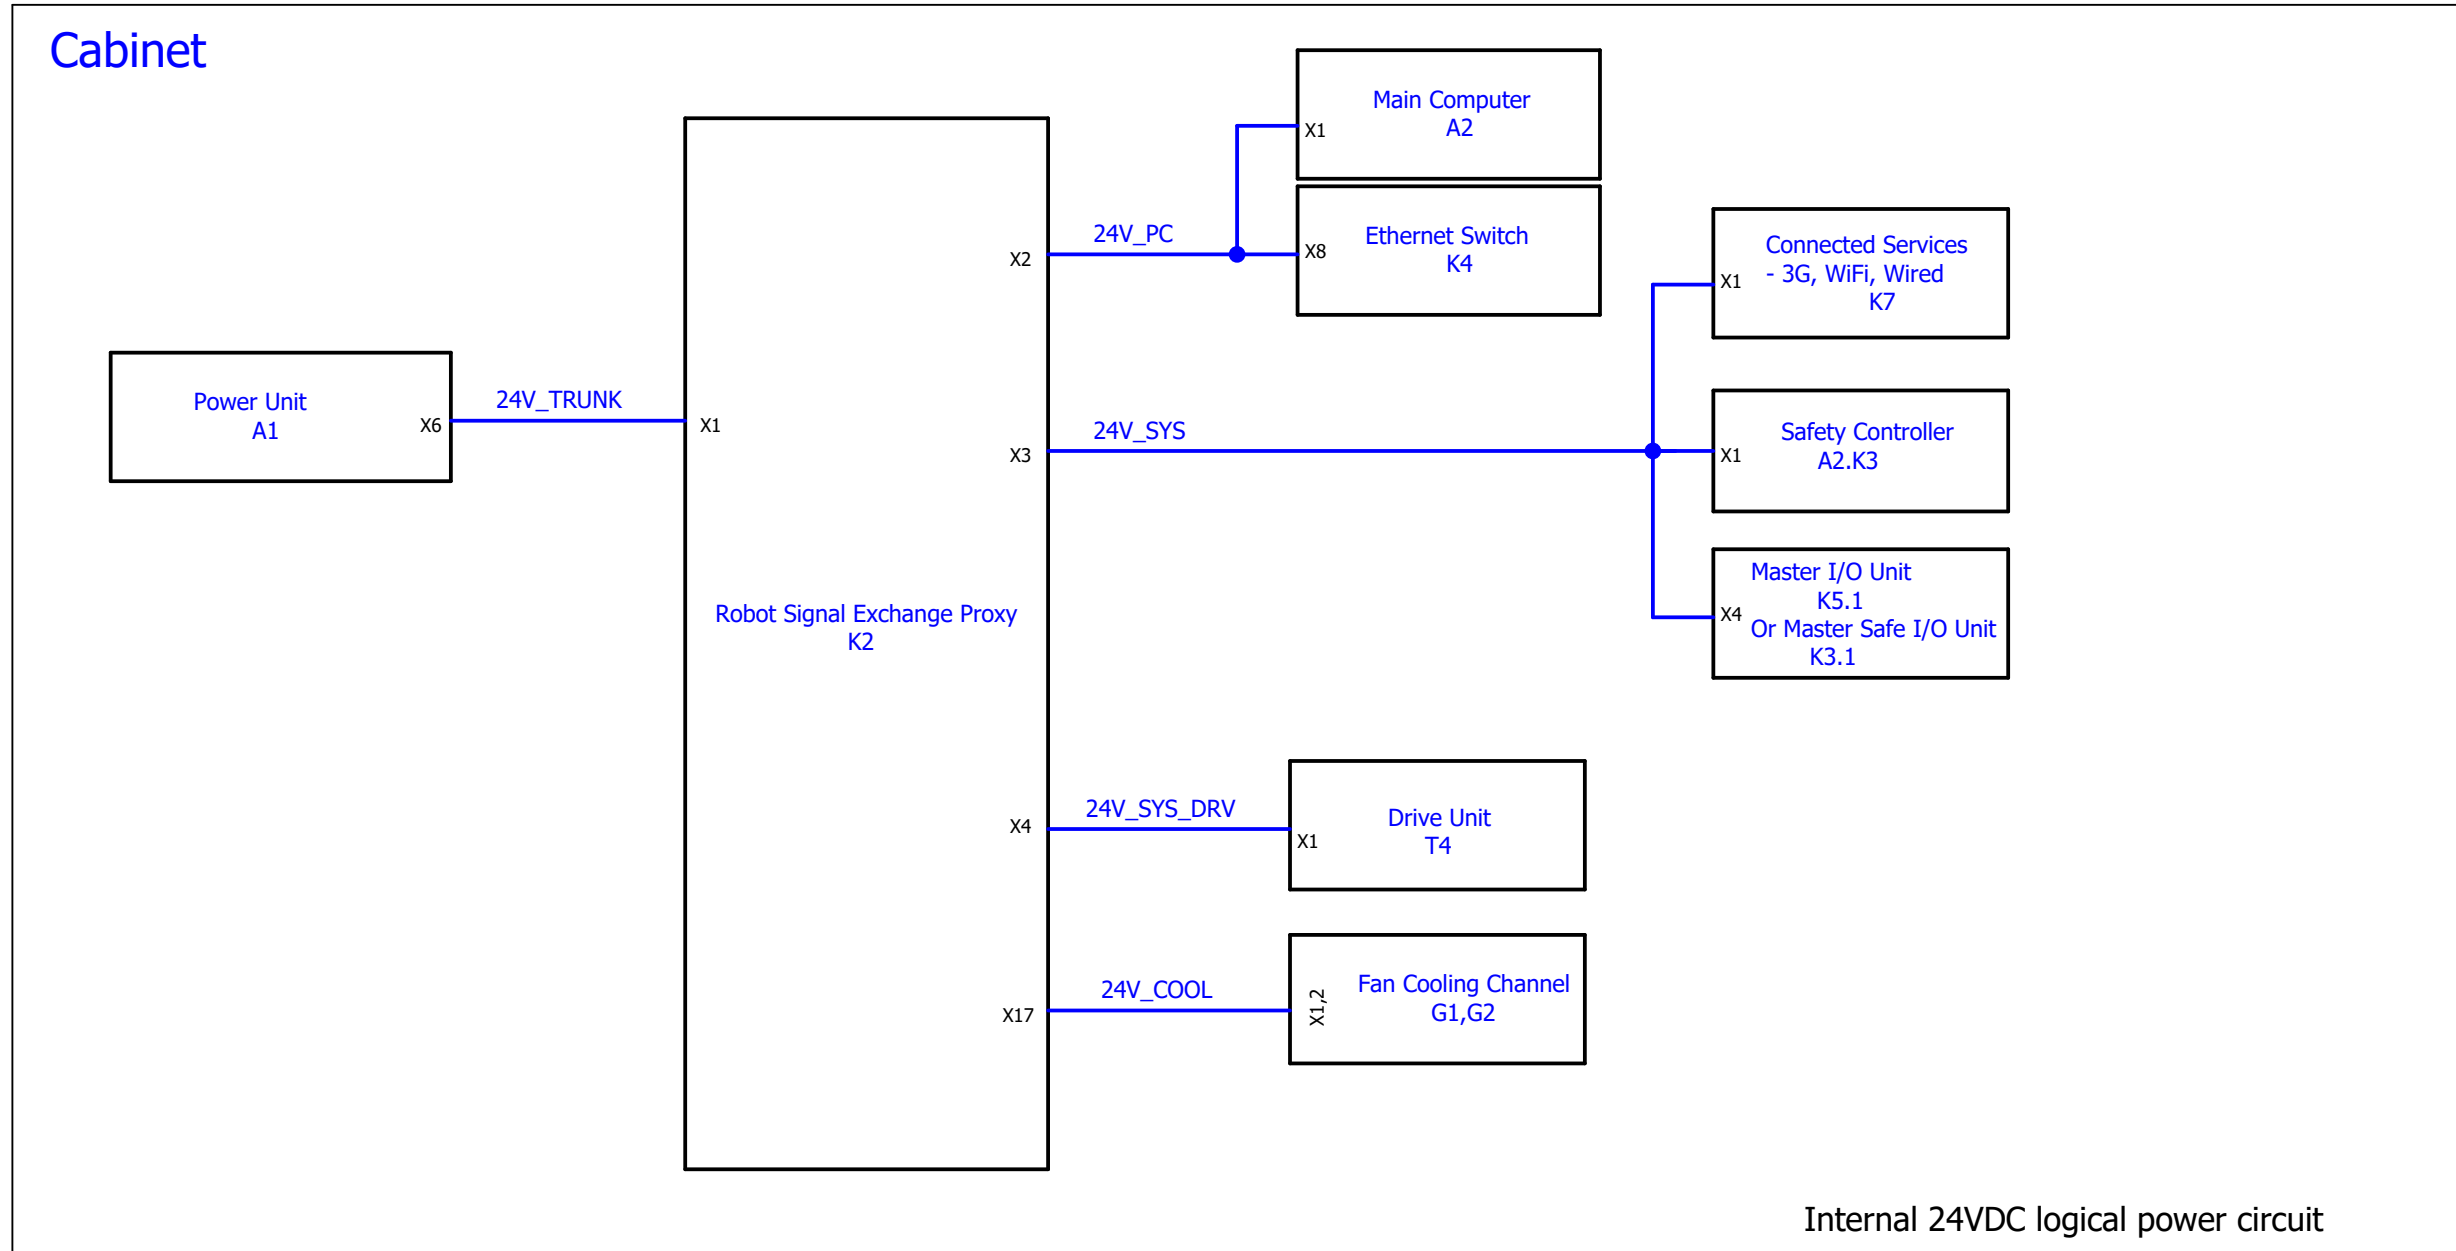 Cabinet
Main Computer
A2
X1
Ethernet Switch
K4
X8
24V_PC
X2
Connected Services
- 3G, WiFi, Wired
K7
X1
Power Unit
A1
X6
24V_TRUNK
X1
24V_SYS
X3
Safety Controller
A2.K3
X1
Robot Signal Exchange Proxy
K2
Master I/O Unit
K5.1
X4
Or Master Safe I/O Unit
K3.1
24V_SYS_DRV
X4
Drive Unit
T4
X1
24V_COOL
X17
Fan Cooling Channel
G1,G2
X1,2
Internal 24VDC logical power circuit